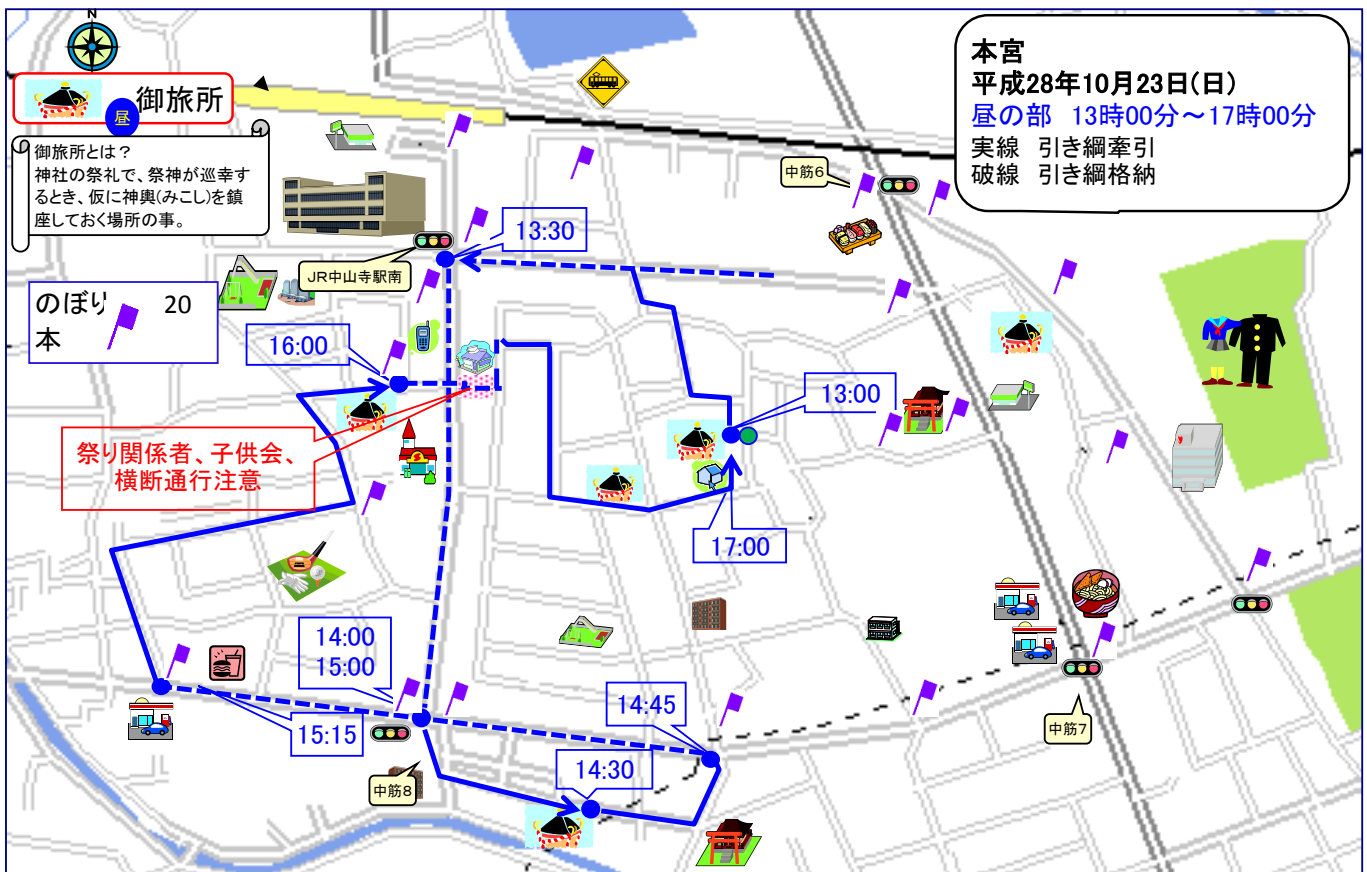 N
御旅所
昼
御旅所とは？
神社の祭礼で、祭神が巡幸す
るとき、仮に神輿(みこし)を鎮
座しておく場所の事。
本宮
平成28年10月23日(日)
昼の部 13時00分～17時00分
実線 引き綱牽引
破線 引き綱格納
中筋6
13:30
JR中山寺駅南
のぼり 20
本
16:00
13:00
祭り関係者、子供会、
横断通行注意
17:00
14:00
15:00
14:45
15:15
中筋7
14:30
中筋8